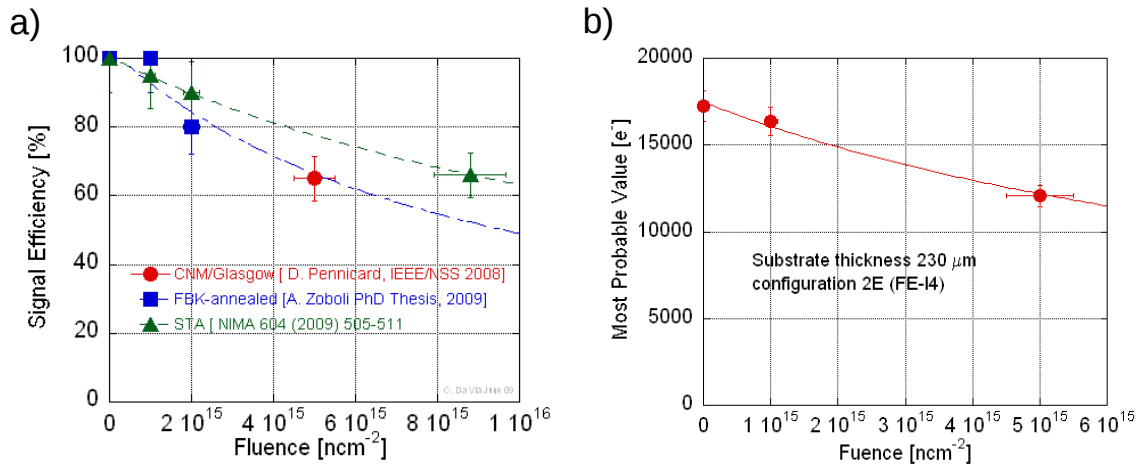 a)
Signal Efficiency [%]
100
80
60
40
20
0
CNM/Glasgow [ D. Pennicard, IEEE/NSS 2008]
FBK-annealed [A. Zoboli PhD Thesis, 2009]
STA [ NIMA 604 (2009) 505-511
C. DaVia June 09
0 2 10^15 4 10^15 6 10^15 8 10^15 1 10^16
Fluence [ncm^-2]
b)
Most Probable Value [e^-]
20000
15000
10000
5000
0
Substrate thickness 230 μm
configuration 2E (FE-I4)
0 1 10^15 2 10^15 3 10^15 4 10^15 5 10^15 6 10^15
Fuence [ncm^-2]